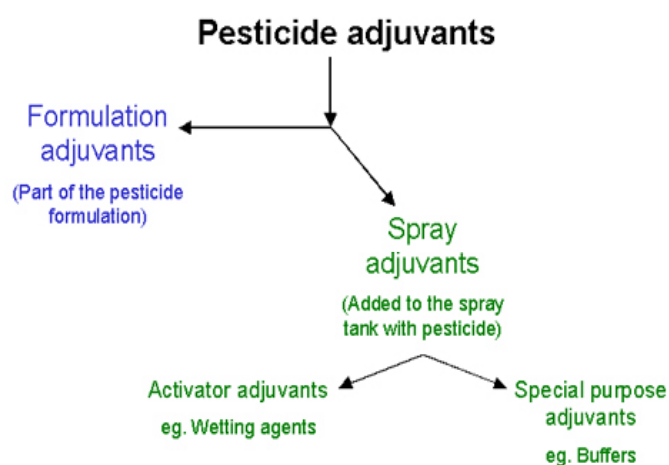 Pesticide adjuvants
Formulation
adjuvants
(Part of the pesticide
formulation)
Spray
adjuvants
(Added to the spray
tank with pesticide)
Activator adjuvants
eg. Wetting agents
Special purpose
adjuvants
eg. Buffers